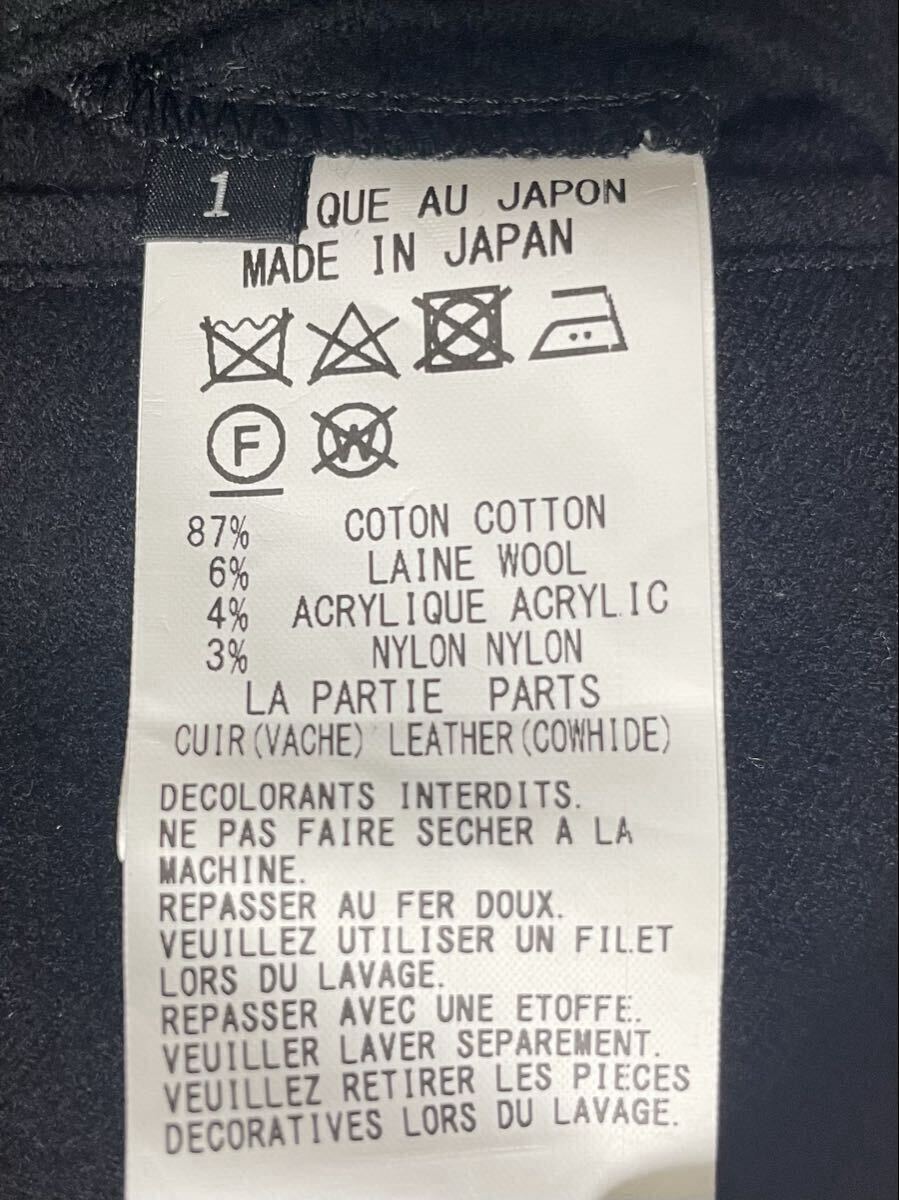 1
IQUE AU JAPON
MADE IN JAPAN
F
W
87% COTON COTTON
6% LAINE WOOL
4% ACRYLIQUE ACRYLIC
3% NYLON NYLON
LA PARTIE PARTS
CUIR(VACHE) LEATHER(COWHIDE)
DECOLORANTS INTERDITS.
NE PAS FAIRE SECHER A LA
MACHINE.
REPASSER AU FER DOUX.
VEUILLEZ UTILISER UN FILET
LORS DU LAVAGE.
REPASSER AVEC UNE ETOFFE.
VEUILLER LAVER SEPAREMENT.
VEUILLEZ RETIRER LES PIECES
DECORATIVES LORS DU LAVAGE.